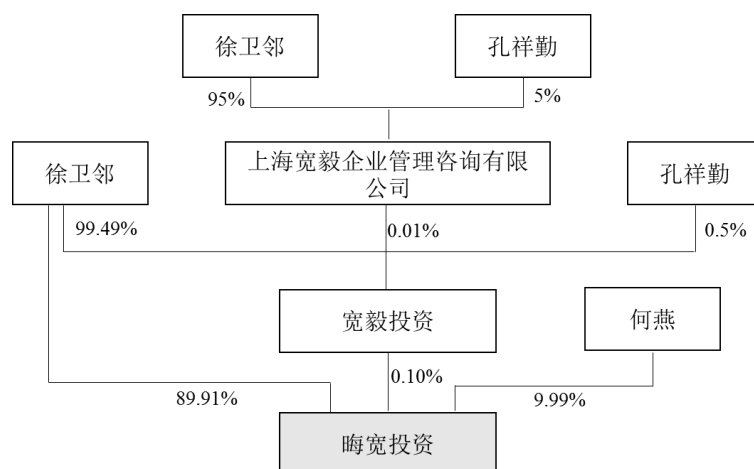 徐卫邻
孔祥勤
95%
5%
徐卫邻
上海宽毅企业管理咨询有限
公司
孔祥勤
99.49%
0.01%
0.5%
宽毅投资
何燕
0.10%
89.91%
9.99%
晦宽投资